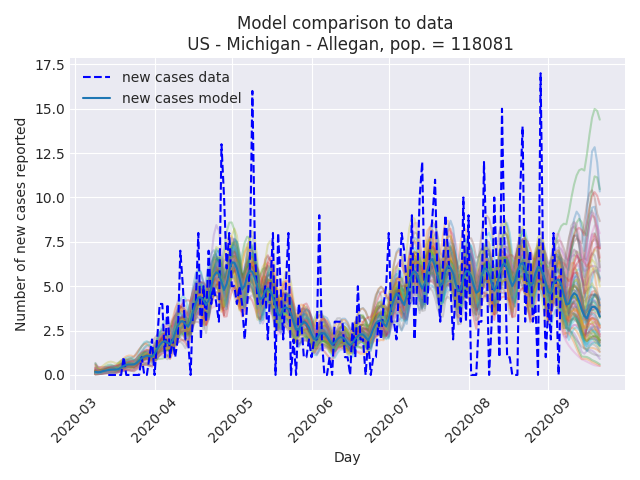 Model comparison to data
US - Michigan - Allegan, pop. = 118081
17.5
15.0
12.5
10.0
7.5
5.0
2.5
0.0
Number of new cases reported
new cases data
new cases model
2020-03
2020-04
2020-05
2020-06
2020-07
2020-08
2020-09
Day